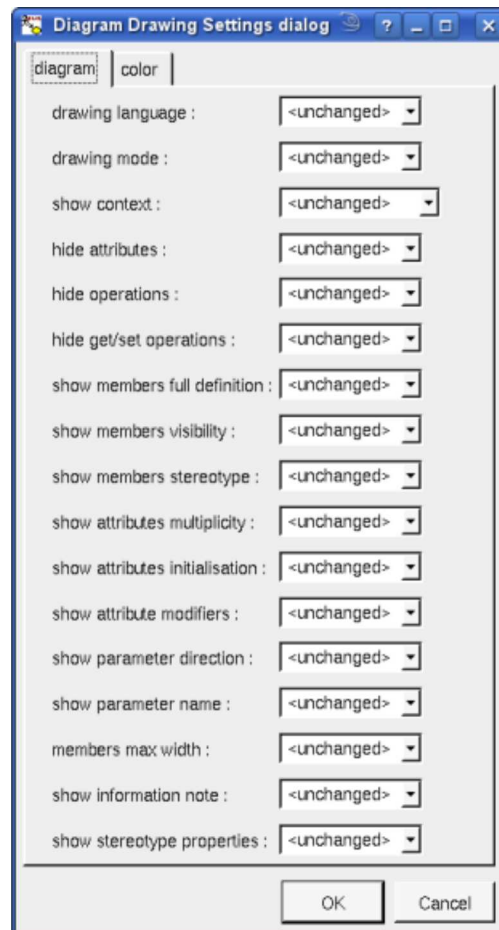 Diagram Drawing Settings dialog ?
diagram color
drawing language : <unchanged>
drawing mode : <unchanged>
show context : <unchanged>
hide attributes : <unchanged>
hide operations : <unchanged>
hide get/set operations : <unchanged>
show members full definition : <unchanged>
show members visibility : <unchanged>
show members stereotype : <unchanged>
show attributes multiplicity : <unchanged>
show attributes initialisation : <unchanged>
show attribute modifiers : <unchanged>
show parameter direction : <unchanged>
show parameter name : <unchanged>
members max width : <unchanged>
show information note : <unchanged>
show stereotype properties : <unchanged>
OK Cancel